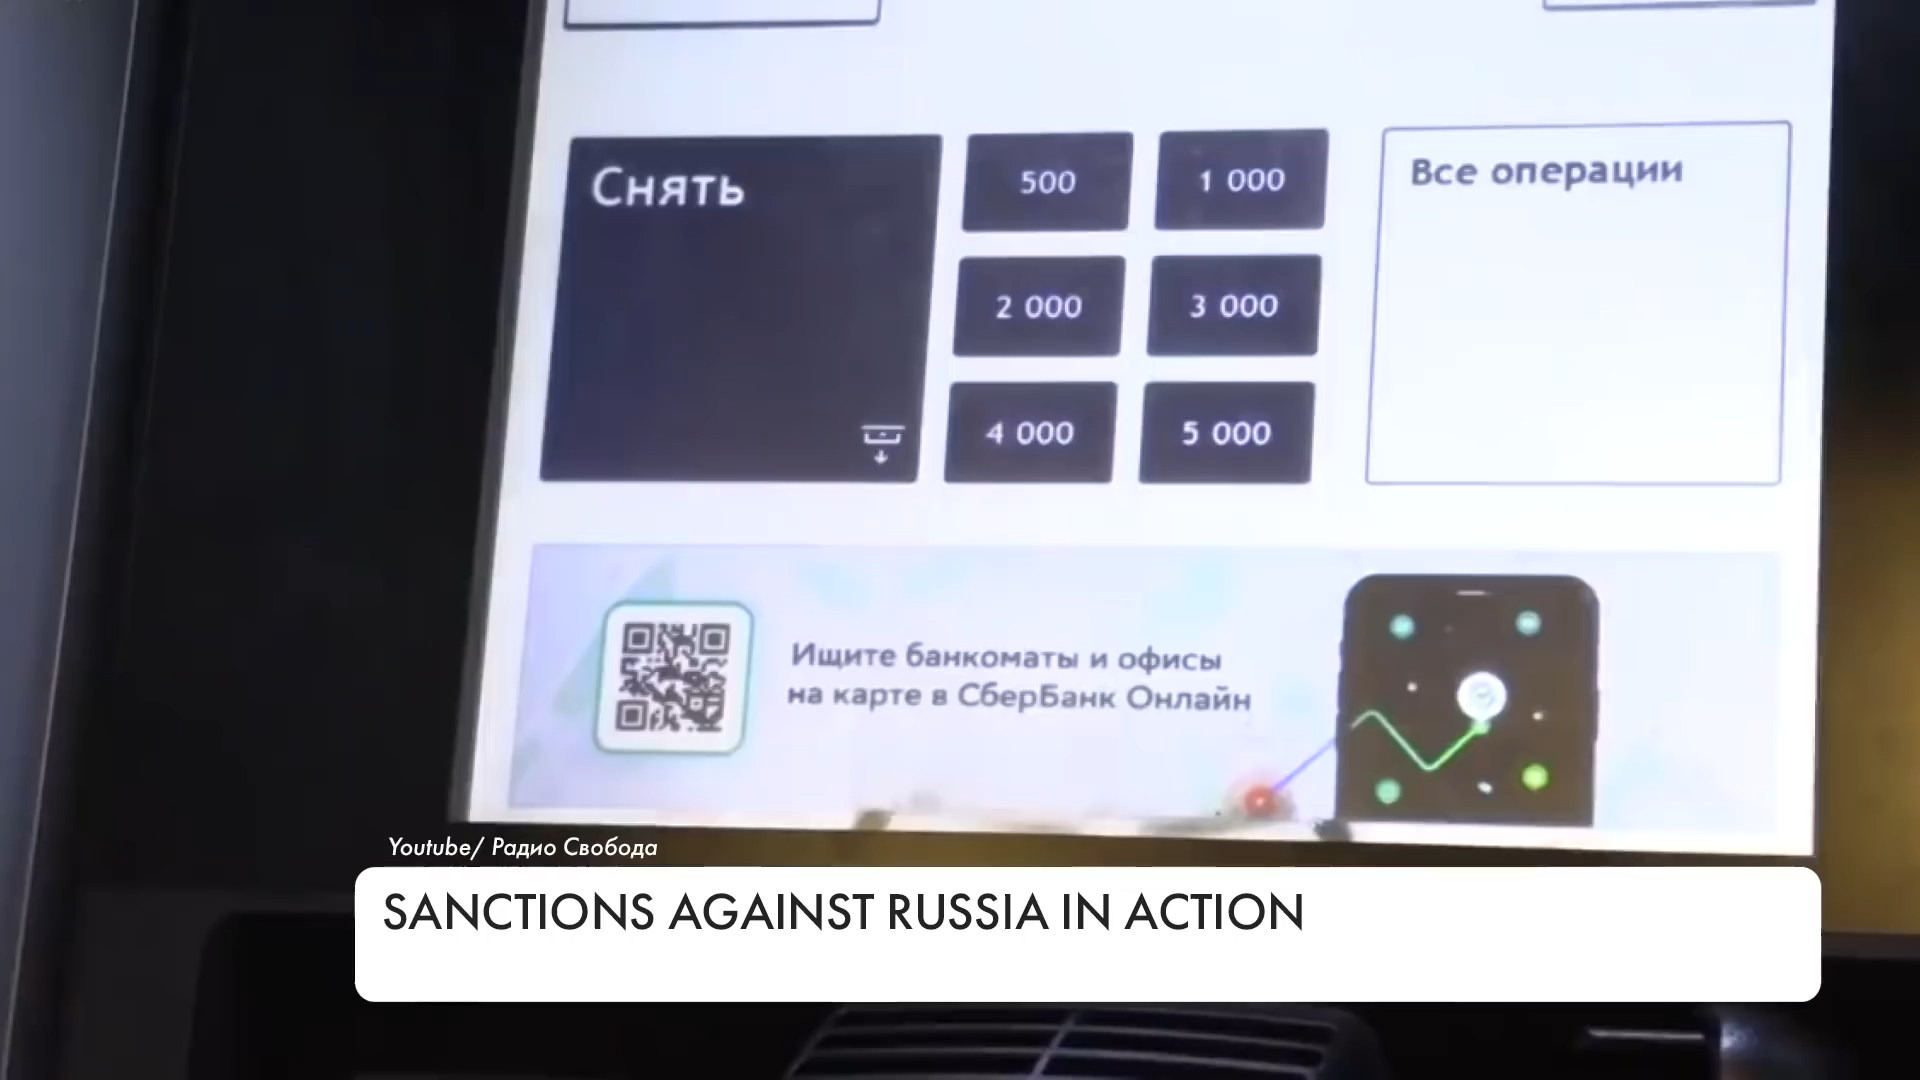 Снять
500
1 000
2 000
3 000
4 000
5 000
Все операции
Ищите банкоматы и офисы
на карте в СберБанк Онлайн
Youtube/ Радио Свобода
SANCTIONS AGAINST RUSSIA IN ACTION